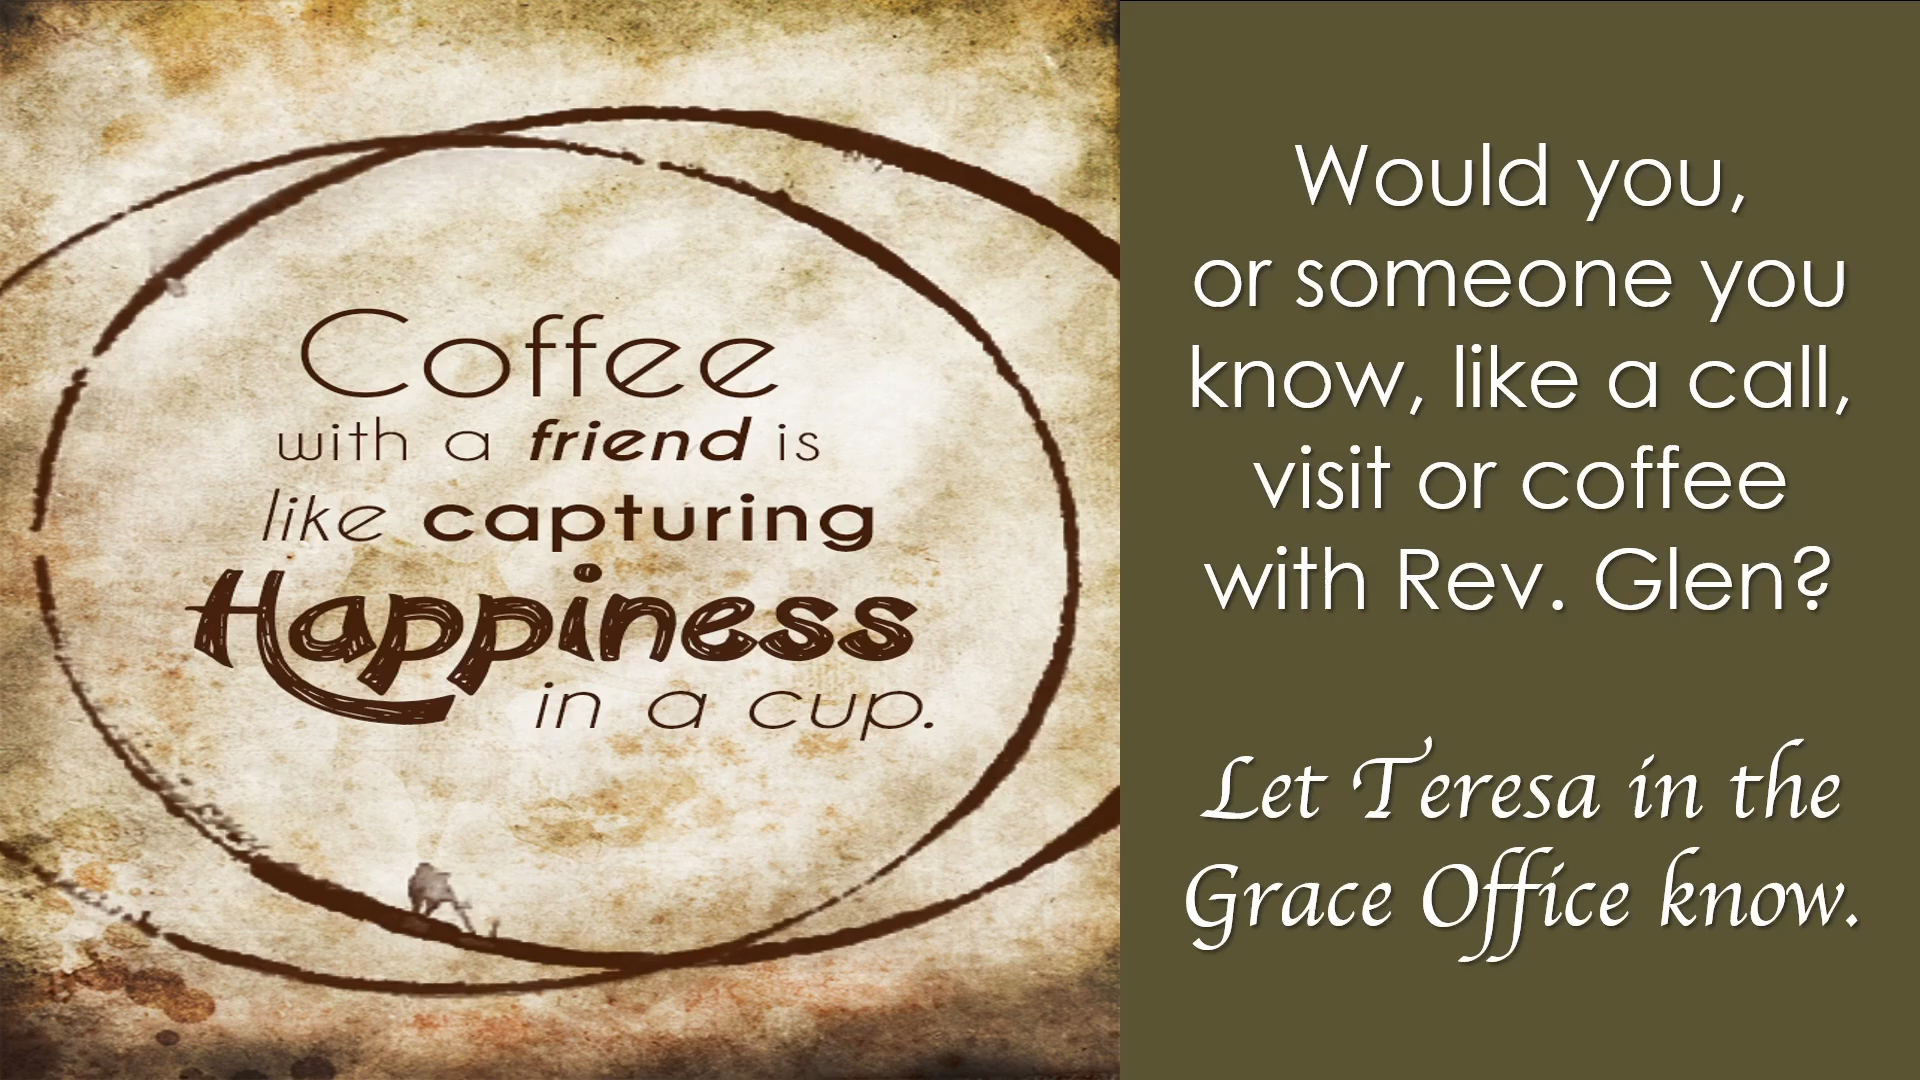 Coffee
with a friend is
like capturing
Happiness
in a cup.
Would you,
or someone you
know, like a call,
visit or coffee
with Rev. Glen?
Let Teresa in the
Grace Office know.